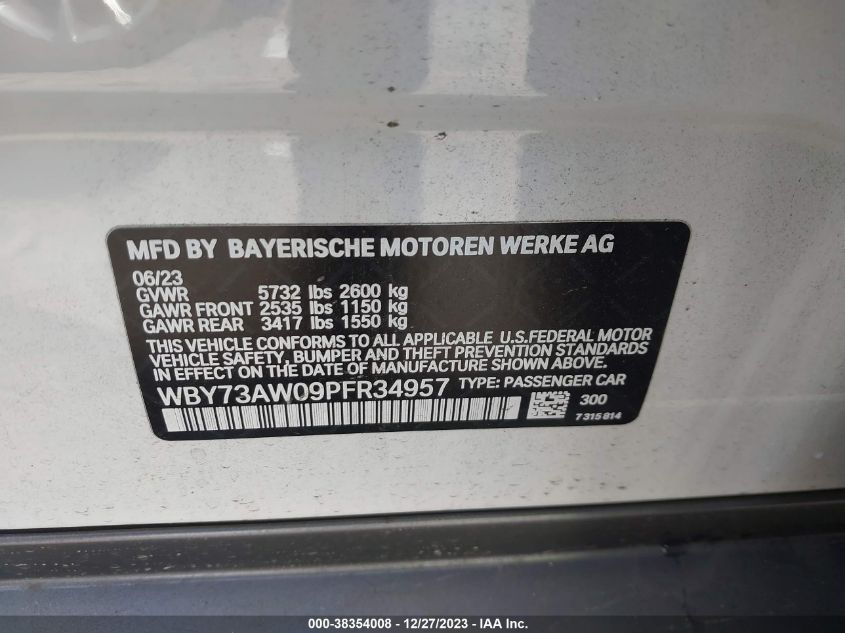 MFD BY BAYERISCHE MOTOREN WERKE AG
06/23
GVWR 5732 lbs 2600 kg
GAWR FRONT 2535 lbs 1150 kg
GAWR REAR 3417 lbs 1550 kg
THIS VEHICLE CONFORMS TO ALL APPLICABLE U.S.FEDERAL MOTOR
VEHICLE SAFETY, BUMPER AND THEFT PREVENTION STANDARDS
IN EFFECT ON THE DATE OF MANUFACTURE SHOWN ABOVE.
WBY73AW09PFR34957 TYPE: PASSENGER CAR
300
7315814
000-38354008 - 12/27/2023 - IAA Inc.